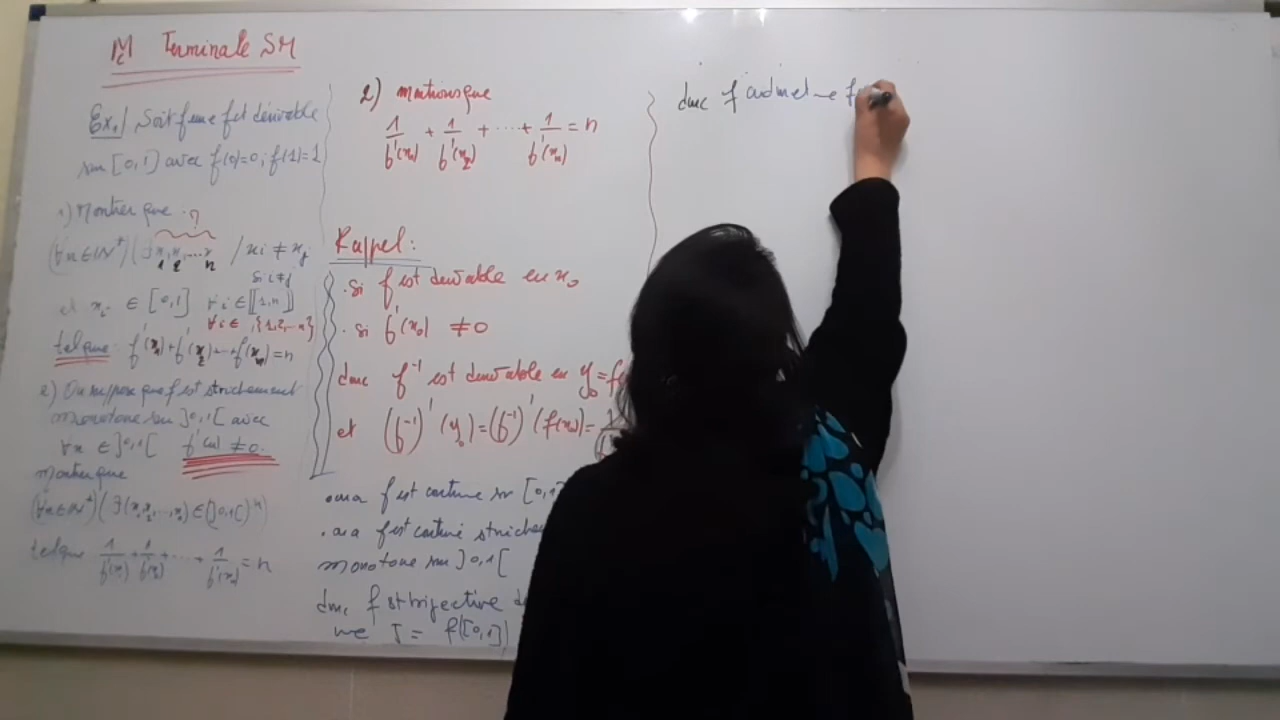 Terminale SM
Ex1/ Soit f une fct dérivable
sur [0,1] avec f(0)=0; f(1)=1
1) Montrer que n
(∀n∈IN*)(∃ x1, x2, ... xn / xi ≠ xj
si i≠j
et xi ∈ [0,1] ∀i ∈ [[1,n]]
∀i ∈ {1,2,...n}
tel que: f'(x1)+f'(x2)+...+f'(xn)=n
2) On suppose que f est strictement
monotone sur ]0,1[ avec
∀x ∈ ]0,1[ f'(x) ≠ 0.
Montrer que
(∀n∈IN*)(∃(x1,x2,...,xn)∈(]0,1[)^n)
tel que 1/f'(x1) + 1/f'(x2) + ... + 1/f'(xn) = n
2) montrons que
1/f'(x1) + 1/f'(x2) + ... + 1/f'(xn) = n
Rappel:
. si f est dérivable en x0
. si f'(x0) ≠ 0
donc f^-1 est dérivable en y0 =
et (f^-1)'(y0) = (f^-1)'(f(x0)) =
. on a f est continue sr [0,1]
. on a f est continue
monotone sur ]0,1[
donc f est bijective
une J = f([0,1])
donc f admet une